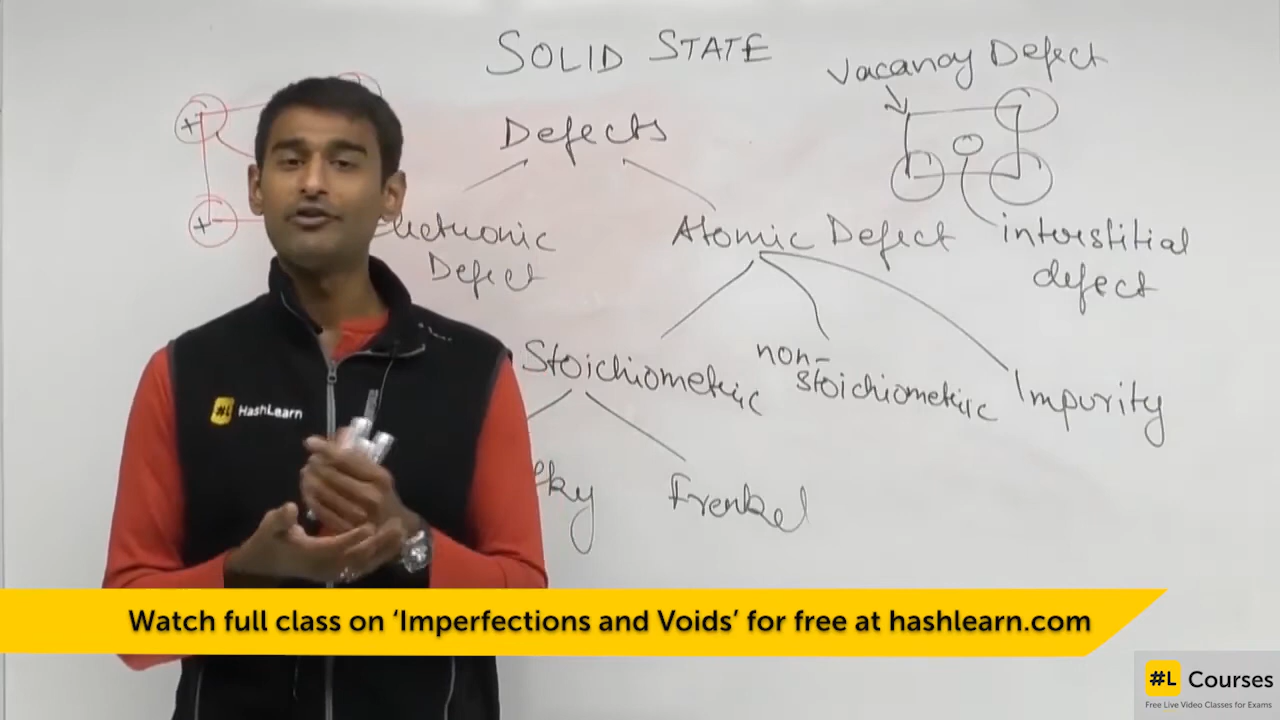 SOLID STATE
Vacancy Defect
Defects
+
Electronic
Defect
Atomic Defect
interstitial
defect
+
Stoichiometric
non-
stoichiometric
Impurity
#L HashLearn
Frenkel
Watch full class on ‘Imperfections and Voids’ for free at hashlearn.com
#L Courses
Free Live Video Classes for Exams